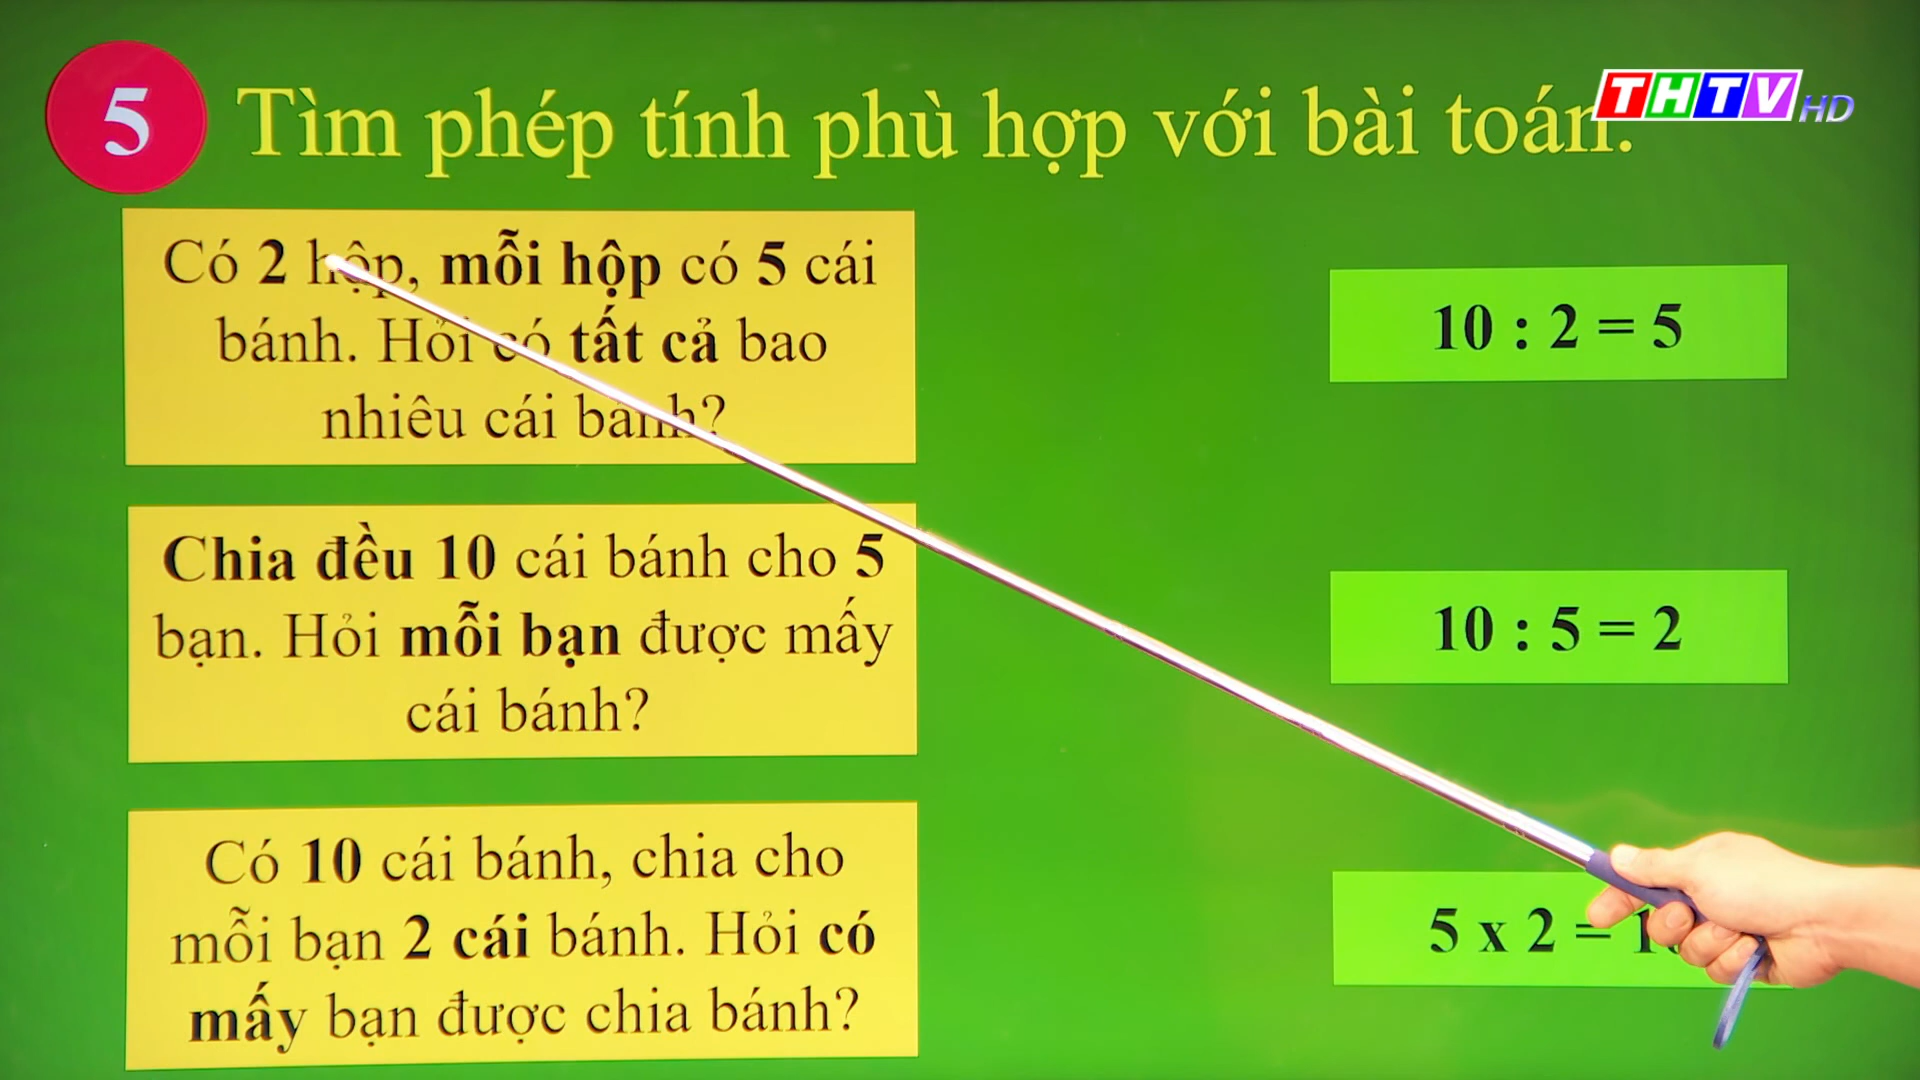 5
Tìm phép tính phù hợp với bài toán.
THTV HD
Có 2 hộp, mỗi hộp có 5 cái
bánh. Hỏi có tất cả bao
nhiêu cái bánh?
10 : 2 = 5
Chia đều 10 cái bánh cho 5
bạn. Hỏi mỗi bạn được mấy
cái bánh?
10 : 5 = 2
Có 10 cái bánh, chia cho
mỗi bạn 2 cái bánh. Hỏi có
mấy bạn được chia bánh?
5 x 2 = 10